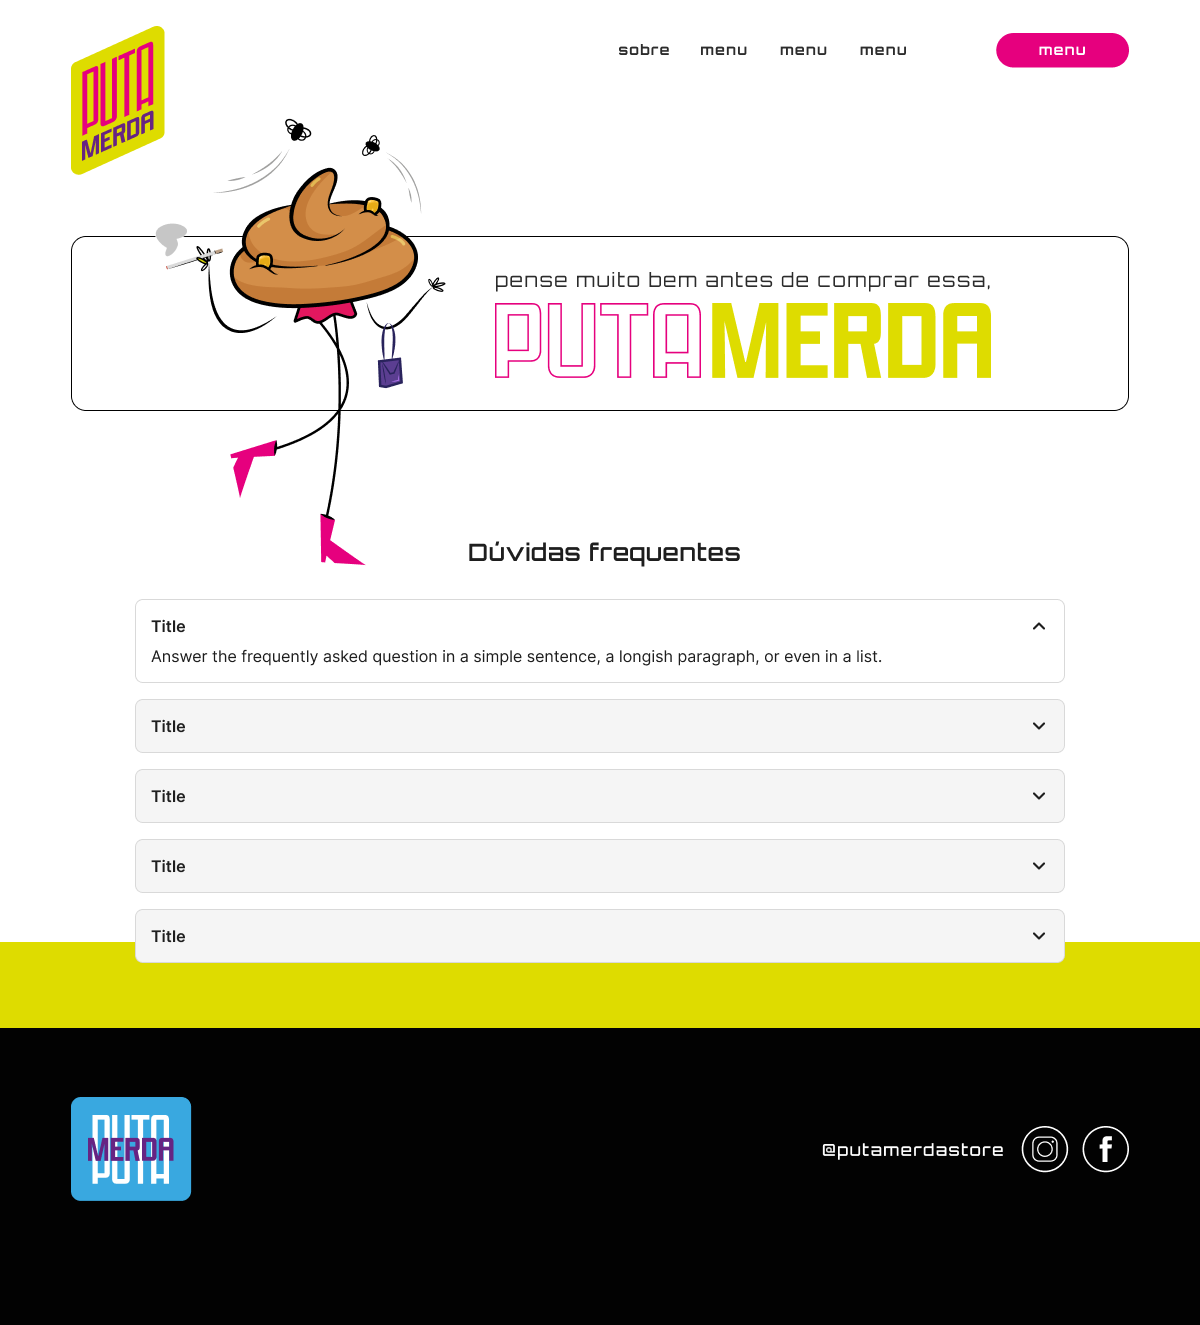 PUTA
MERDA
sobre menu menu menu menu
pense muito bem antes de comprar essa,
PUTAMERDA
Dúvidas frequentes
Title
Answer the frequently asked question in a simple sentence, a longish paragraph, or even in a list.
Title
Title
Title
Title
PUTA
MERDA
PUTA
@putamerdastore